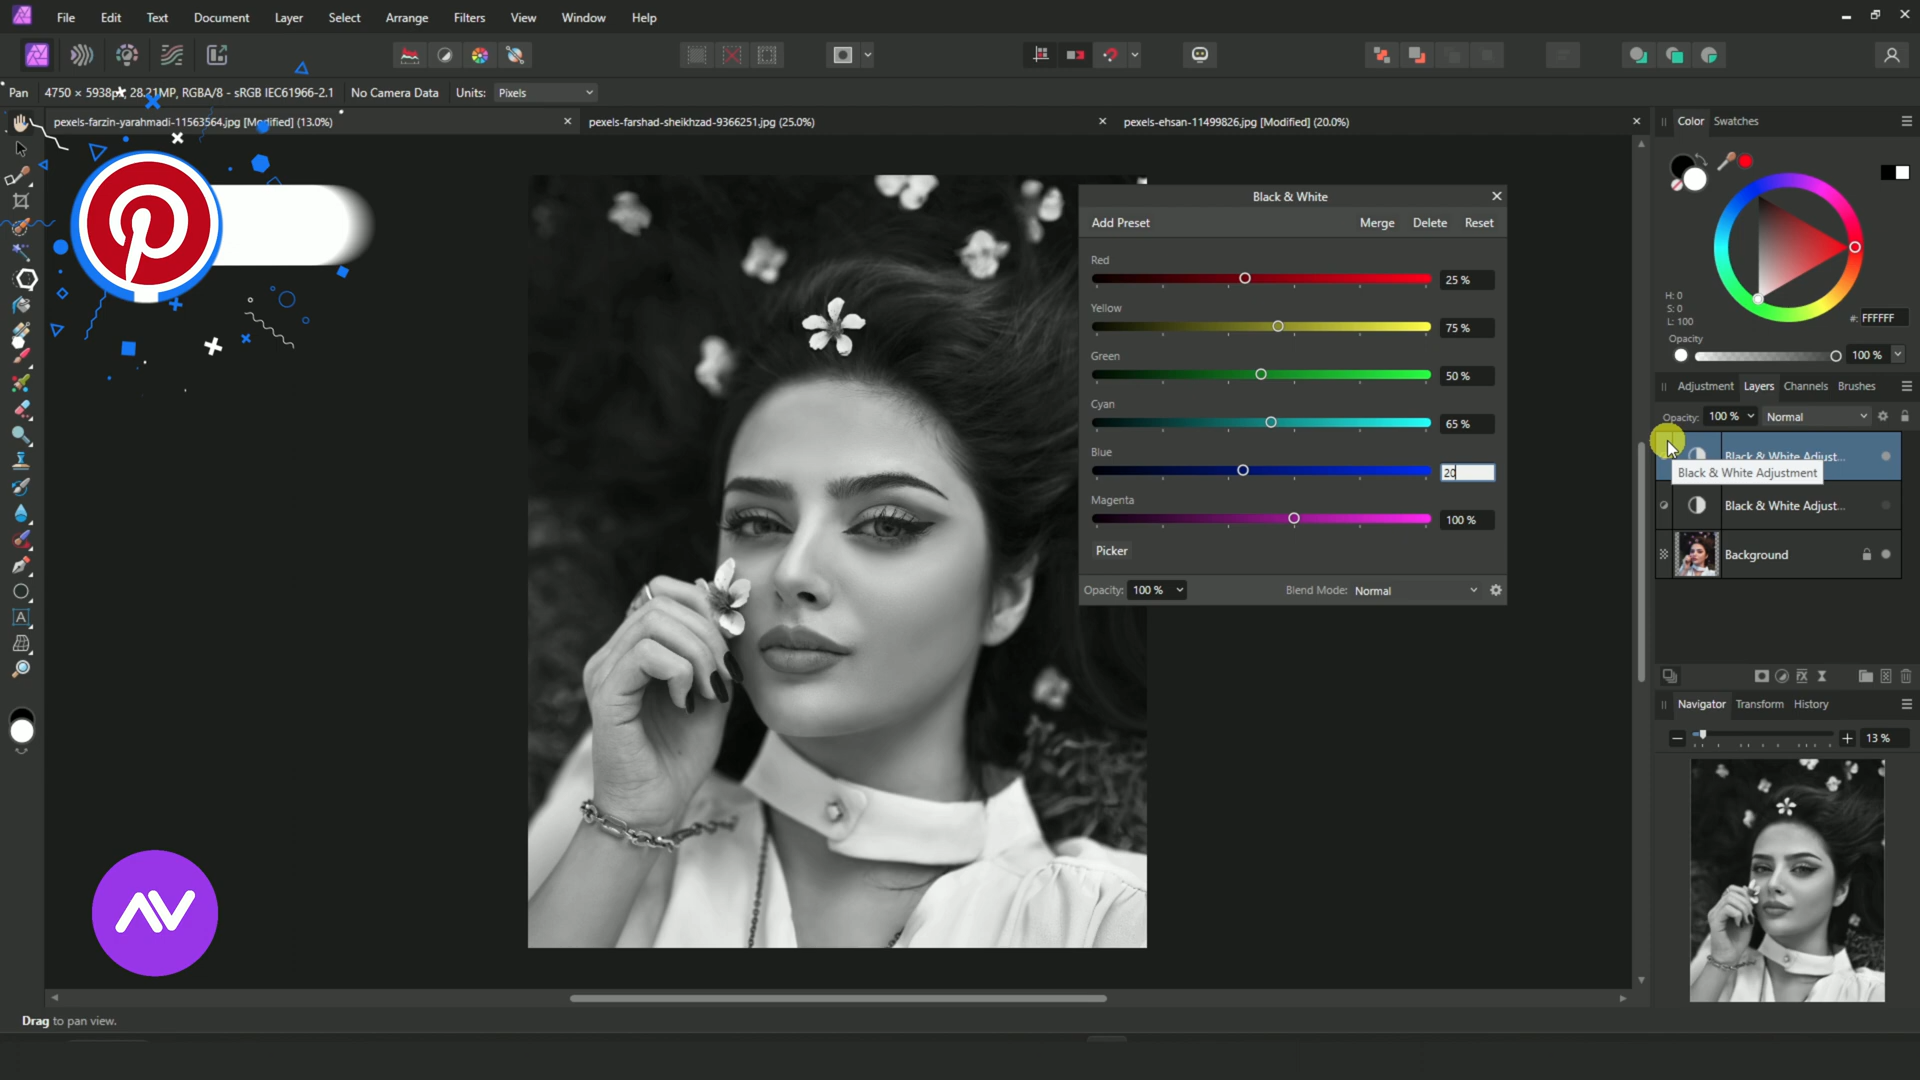 File Edit Text Document Layer Select Arrange Filters View Window Help
Pan 4750 × 5938px, 28.21MP, RGBA/8 - sRGB IEC61966-2.1 No Camera Data Units: Pixels
pexels-farzin-yarahmadi-11563564.jpg [Modified] (13.0%) pexels-farshad-sheikhzad-9366251.jpg (25.0%) pexels-ehsan-11499826.jpg [Modified] (20.0%)
Color Swatches
H: 0
S: 0
L: 100
#: FFFFFF
Opacity
100 %
Black & White
Add Preset Merge Delete Reset
Red
25 %
Yellow
75 %
Green
50 %
Cyan
65 %
Blue
20
Magenta
100 %
Picker
Opacity: 100 % Blend Mode: Normal
Adjustment Layers Channels Brushes
Opacity: 100 % Normal
Black & White Adjust...
Black & White Adjustment
Black & White Adjust...
Background
Navigator Transform History
13 %
Drag to pan view.